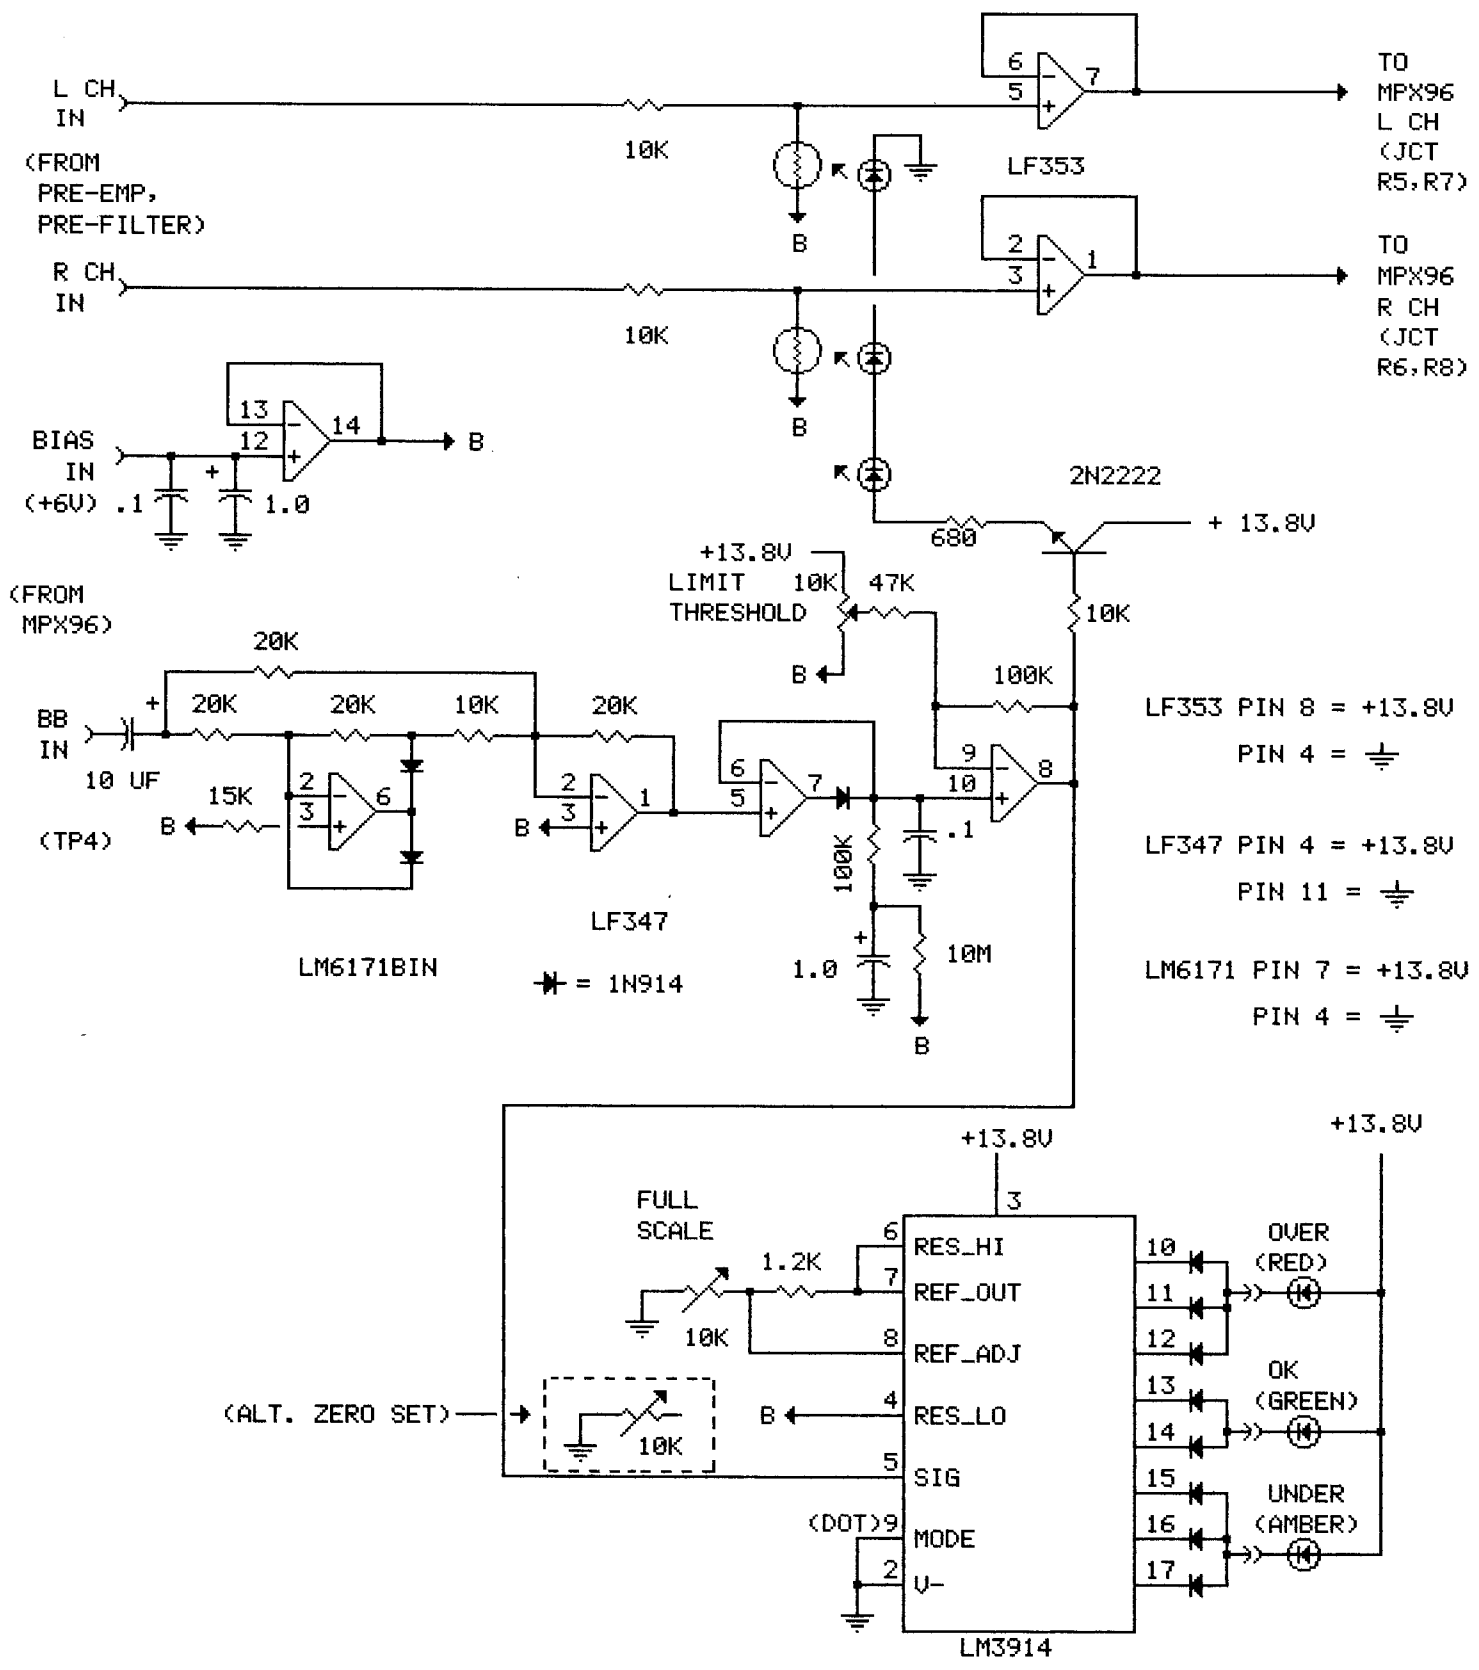 L CH
IN
(FROM
PRE-EMP,
PRE-FILTER)
10K
B
6
5
7
LF353
TO
MPX96
L CH
(JCT
R5,R7)
R CH
IN
10K
B
2
3
1
TO
MPX96
R CH
(JCT
R6,R8)
BIAS
IN
(+6V)
.1
+
1.0
13
12
14
B
2N2222
680
+ 13.8V
+13.8V
LIMIT
THRESHOLD
10K
47K
B
10K
100K
(FROM
MPX96)
BB
IN
+
10 UF
(TP4)
20K
20K
20K
10K
20K
15K
B
2
3
6
LM6171BIN
B
2
3
1
LF347
6
5
7
9
10
8
.1
100K
+
1.0
10M
B
= 1N914
LF353 PIN 8 = +13.8V
PIN 4 =
LF347 PIN 4 = +13.8V
PIN 11 =
LM6171 PIN 7 = +13.8V
PIN 4 =
+13.8V
+13.8V
3
FULL
SCALE
10K
1.2K
6
RES_HI
7
REF_OUT
8
REF_ADJ
B
4
RES_LO
(ALT. ZERO SET)
10K
5
SIG
(DOT)
9
MODE
2
V-
LM3914
10
11
12
13
14
15
16
17
OVER
(RED)
OK
(GREEN)
UNDER
(AMBER)